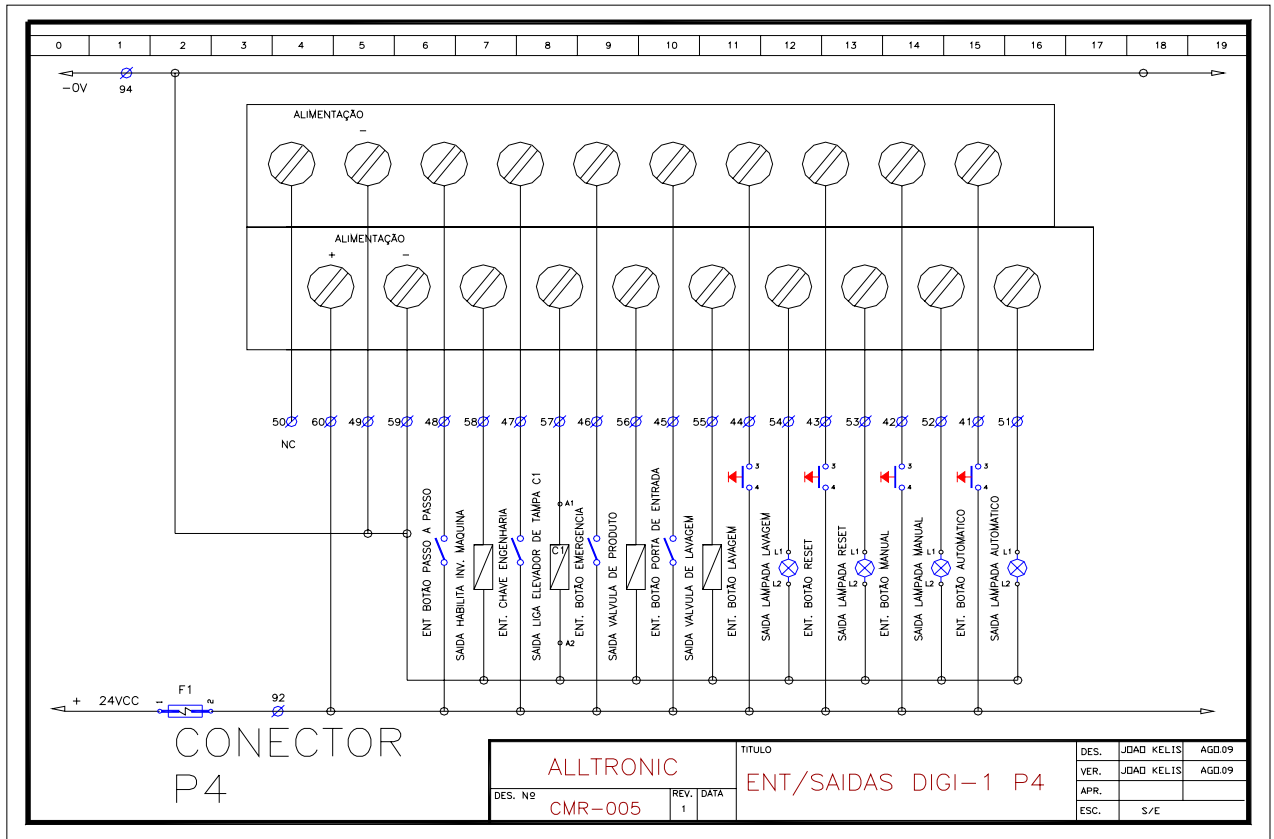 0 1 2 3 4 5 6 7 8 9 10 11 12 13 14 15 16 17 18 19
-0V 94
ALIMENTAÇÃO
-
ALIMENTAÇÃO
+ -
50 60 49 59 48 58 47 57 46 56 45 55 44 54 43 53 42 52 41 51
NC
3 3 3 3
4 4 4 4
A1
C1
A2
L1 L1 L1 L1
L2 L2 L2 L2
ENT BOTÃO PASSO A PASSO
SAIDA HABILITA INV. MAQUINA
ENT. CHAVE ENGENHARIA
SAIDA LIGA ELEVADOR DE TAMPA C1
ENT. BOTÃO EMERGENCIA
SAIDA VALVULA DE PRODUTO
ENT. BOTÃO PORTA DE ENTRADA
SAIDA VALVULA DE LAVAGEM
ENT. BOTÃO LAVAGEM
SAIDA LAMPADA LAVAGEM
ENT. BOTÃO RESET
SAIDA LAMPADA RESET
ENT. BOTÃO MANUAL
SAIDA LAMPADA MANUAL
ENT. BOTÃO AUTOMATICO
SAIDA LAMPADA AUTOMATICO
+ 24VCC 1 F1 2 92
CONECTOR
P4
ALLTRONIC
DES. Nº CMR-005 REV. 1 DATA
TITULO
ENT/SAIDAS DIGI-1 P4
DES. JOAO KELIS AGO.09
VER. JOAO KELIS AGO.09
APR.
ESC. S/E